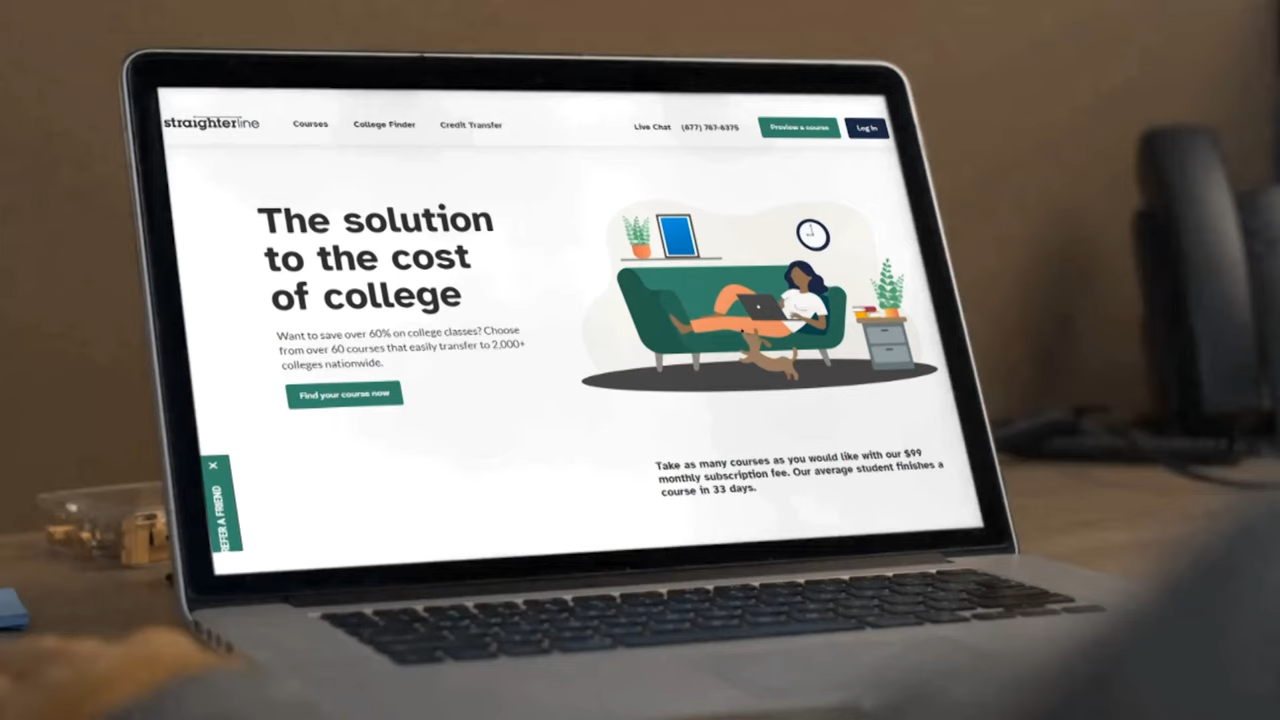 straighterline
Courses
College Finder
Credit Transfer
Live Chat
(877) 787-8375
Preview a course
Log In
The solution
to the cost
of college
Want to save over 60% on college classes? Choose
from over 60 courses that easily transfer to 2,000+
colleges nationwide.
Find your course now
X
REFER A FRIEND
Take as many courses as you would like with our $99
monthly subscription fee. Our average student finishes a
course in 33 days.